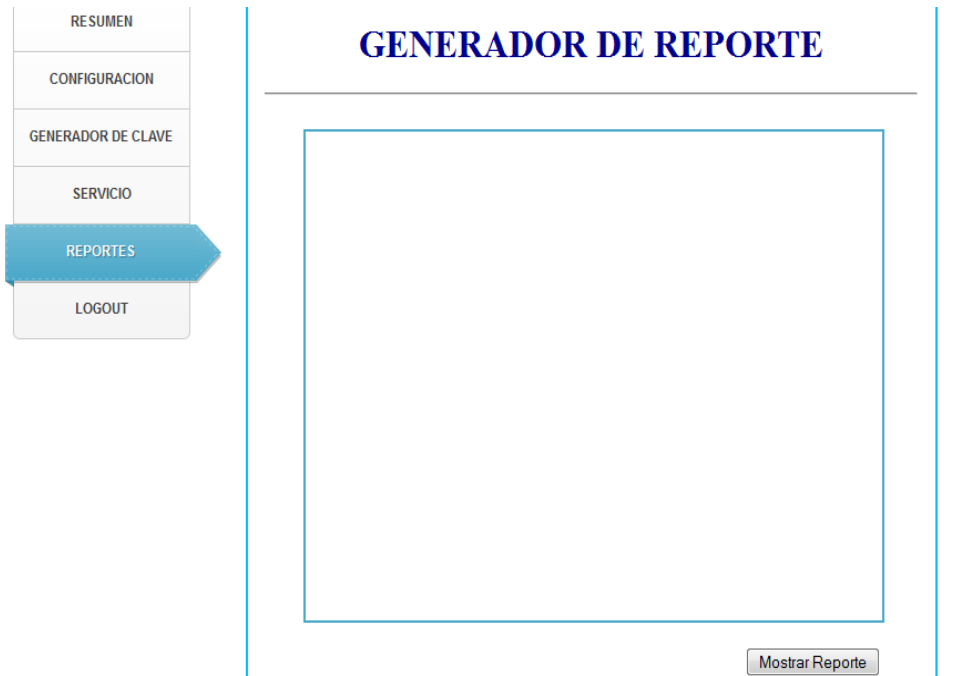 RESUMEN
CONFIGURACION
GENERADOR DE CLAVE
SERVICIO
REPORTES
LOGOUT
GENERADOR DE REPORTE
Mostrar Reporte